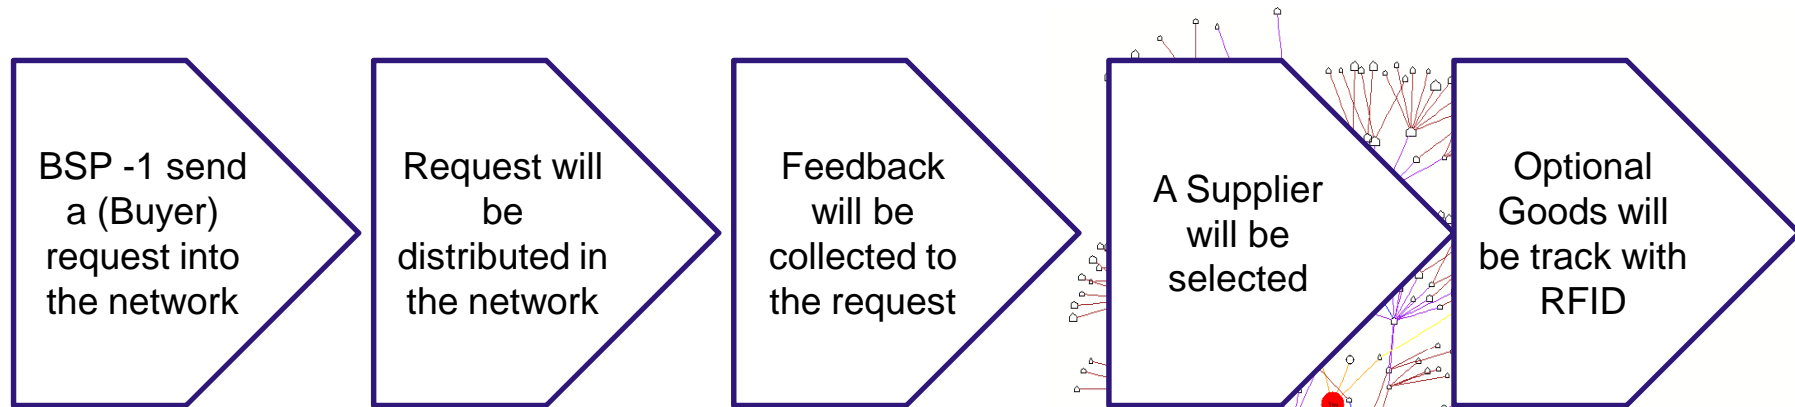 BSP -1 send
a (Buyer)
request into
the network
Request will
be
distributed in
the network
Feedback
will be
collected to
the request
A Supplier
will be
selected
Optional
Goods will
be track with
RFID